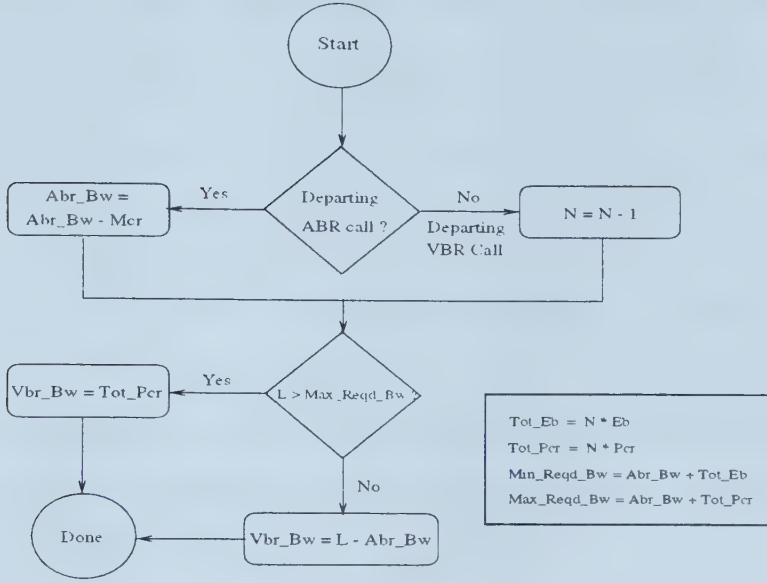 Start
Departing
ABR call ?
Yes
Abr_Bw =
Abr_Bw - Mcr
No
Departing
VBR Call
N = N - 1
L > Max_Reqd_Bw ?
Yes
Vbr_Bw = Tot_Pcr
No
Vbr_Bw = L - Abr_Bw
Done
Tot_Eb = N * Eb
Tot_Pcr = N * Pcr
Min_Reqd_Bw = Abr_Bw + Tot_Eb
Max_Reqd_Bw = Abr_Bw + Tot_Pcr